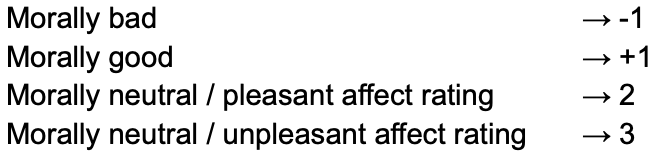 Morally bad → -1
Morally good → +1
Morally neutral / pleasant affect rating → 2
Morally neutral / unpleasant affect rating → 3